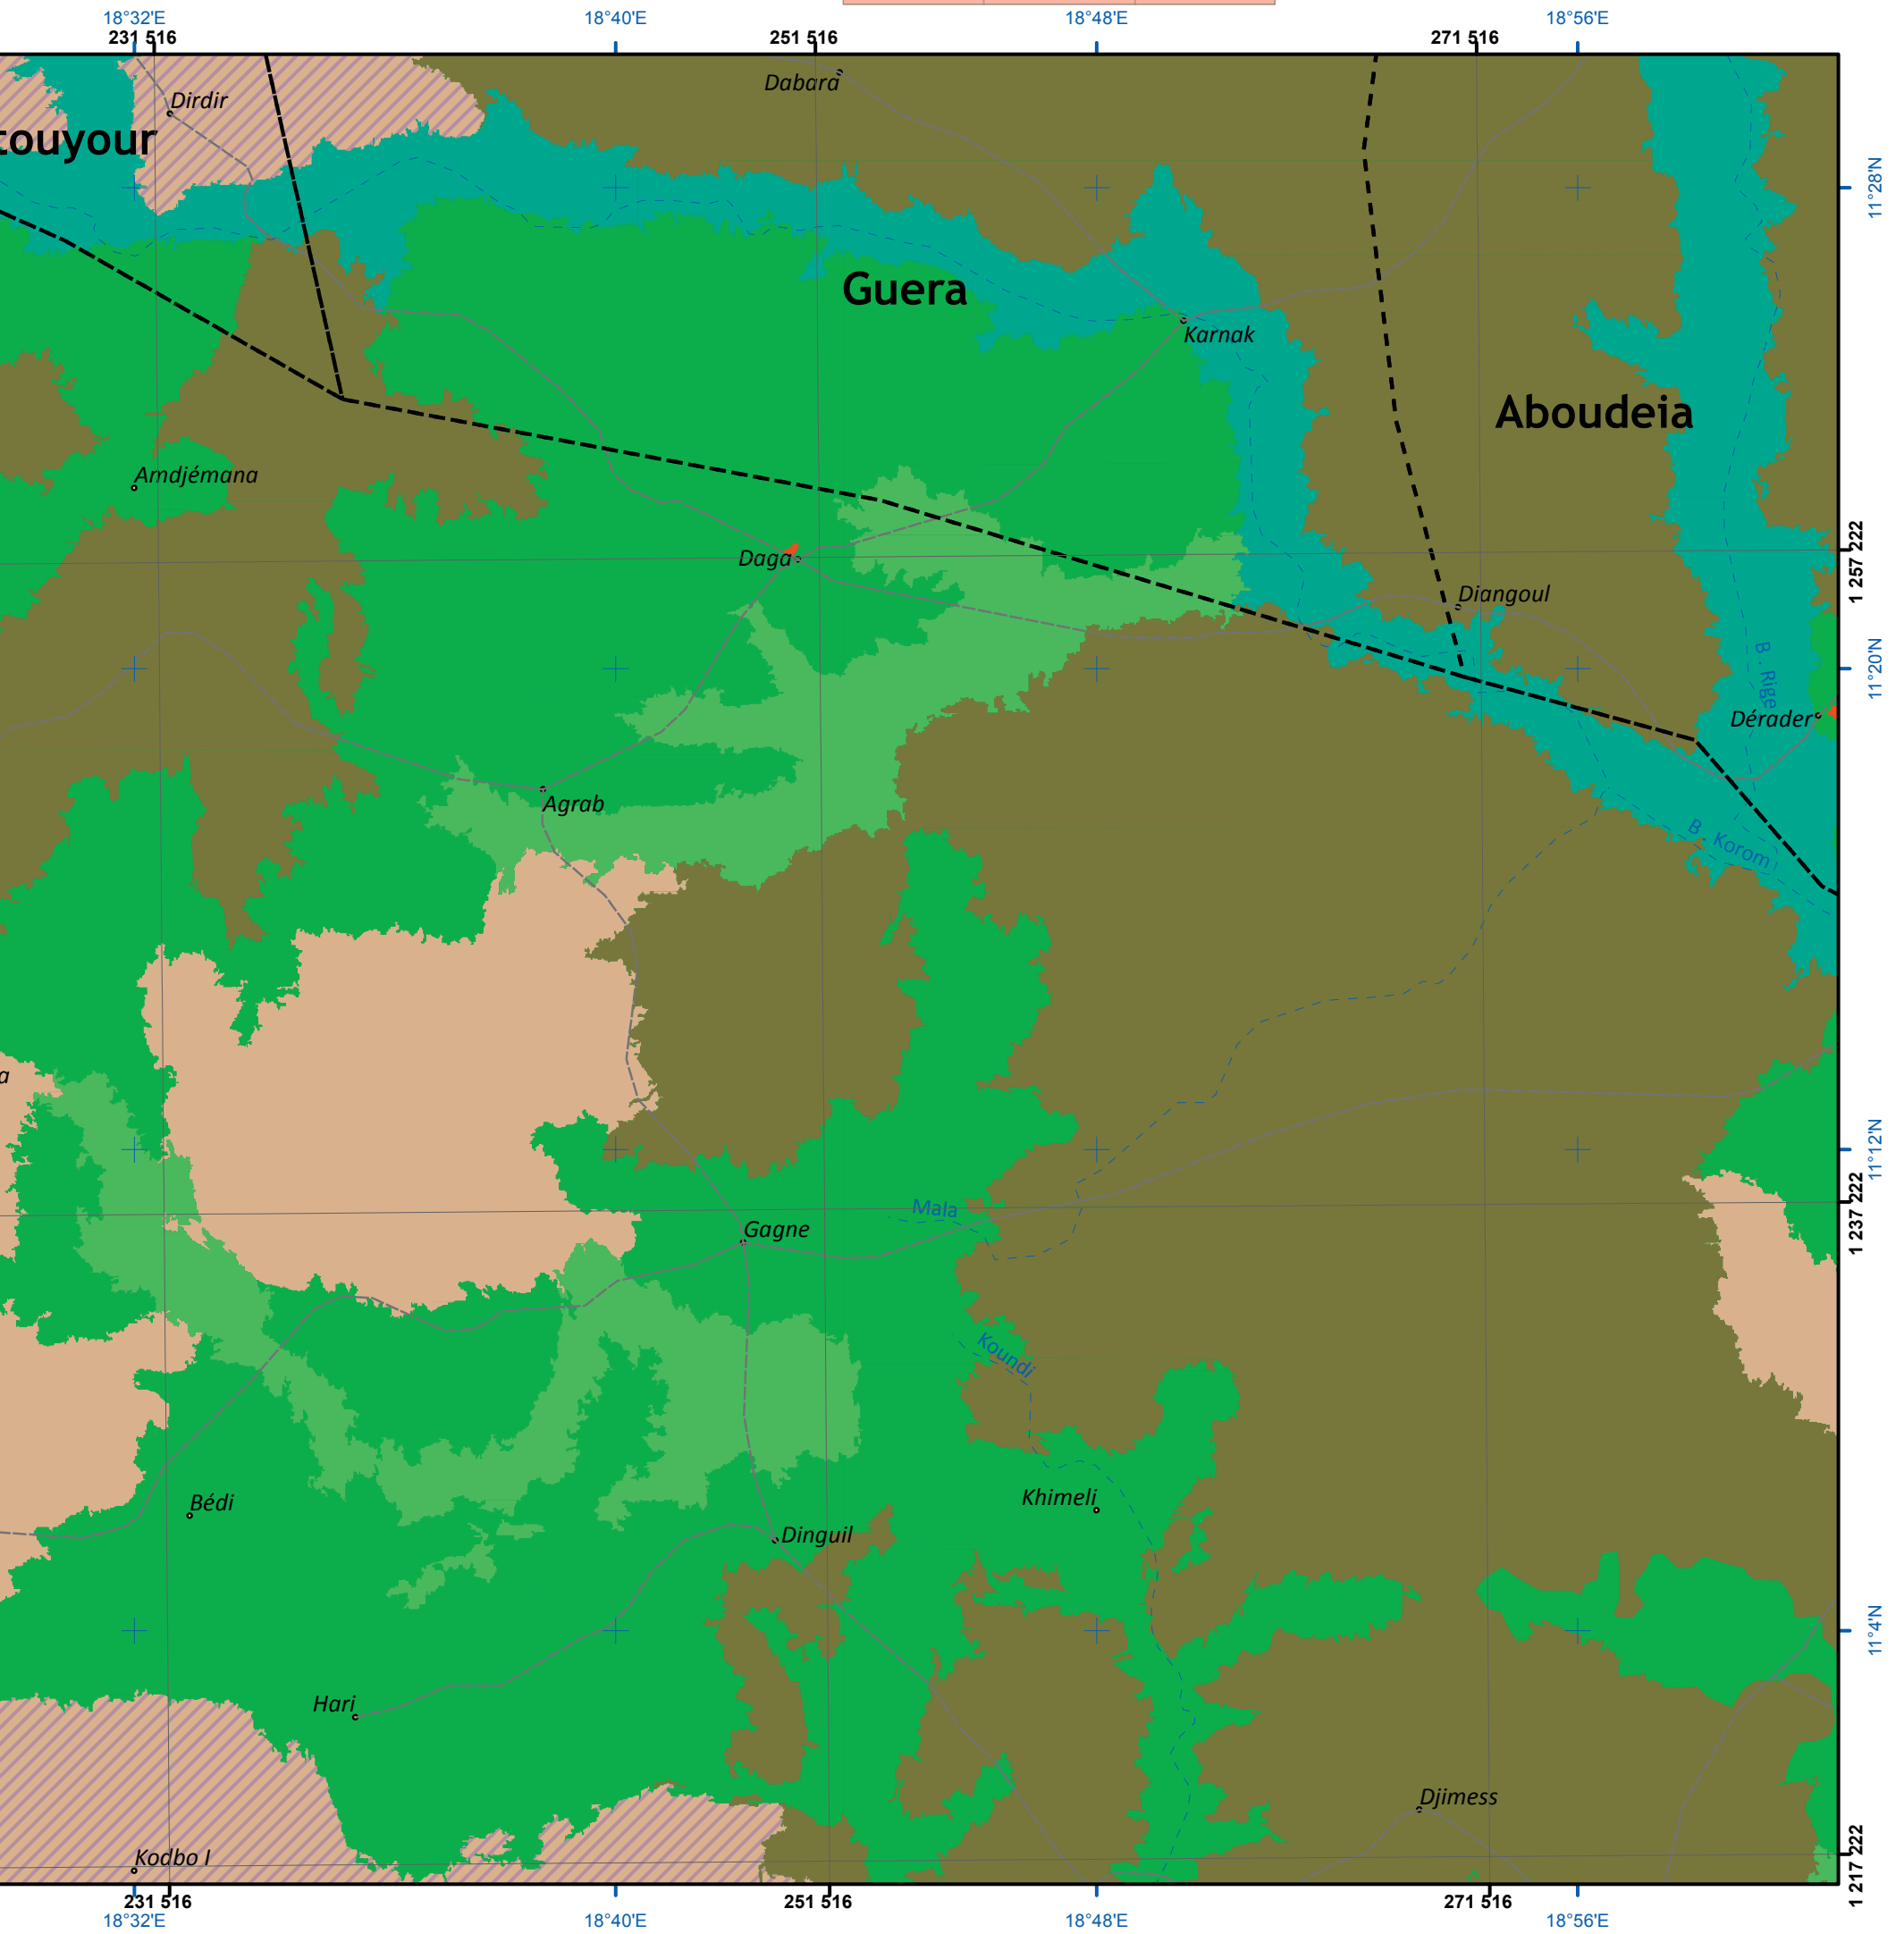 18°32'E 18°40'E 18°48'E 18°56'E
231 516 251 516 271 516
Dabara
Dirdir
touyour
11°28'N
Guera
Karnak
Aboudeia
Amdjémana
1 257 222
Daga
Diangoul
11°20'N
B. Rige
Dérader
Agrab
B. Korom
a
11°12'N
Mala
1 237 222
Gagne
Koundi
Khimeli
Bédi
Dinguil
11°4'N
Hari
Djimess
Kodbo I
1 217 222
231 516 251 516 271 516
18°32'E 18°40'E 18°48'E 18°56'E